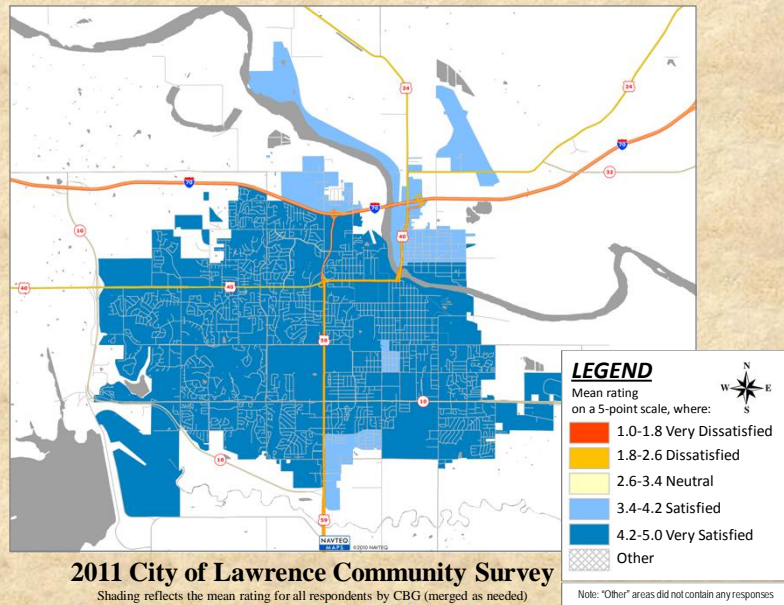 24
24
70
70
32
10
70
40
40
40
59
10
10
59
NAVTEQ
MAPS ©2010 NAVTEQ
LEGEND
Mean rating
on a 5-point scale, where:
N
W E
S
1.0-1.8 Very Dissatisfied
1.8-2.6 Dissatisfied
2.6-3.4 Neutral
3.4-4.2 Satisfied
4.2-5.0 Very Satisfied
Other
2011 City of Lawrence Community Survey
Shading reflects the mean rating for all respondents by CBG (merged as needed)
Note: "Other" areas did not contain any responses